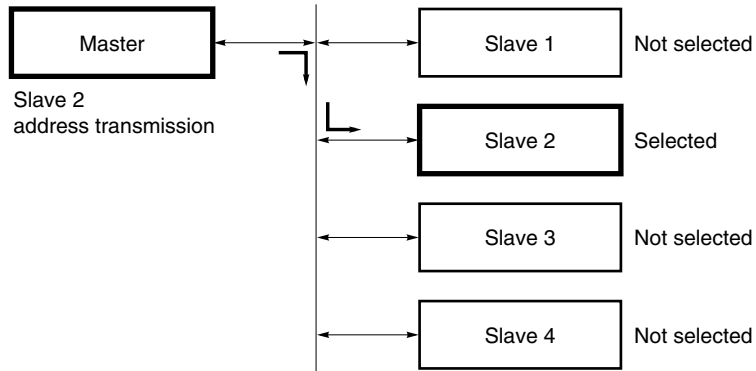 Master
Slave 2
address transmission
Slave 1
Not selected
Slave 2
Selected
Slave 3
Not selected
Slave 4
Not selected